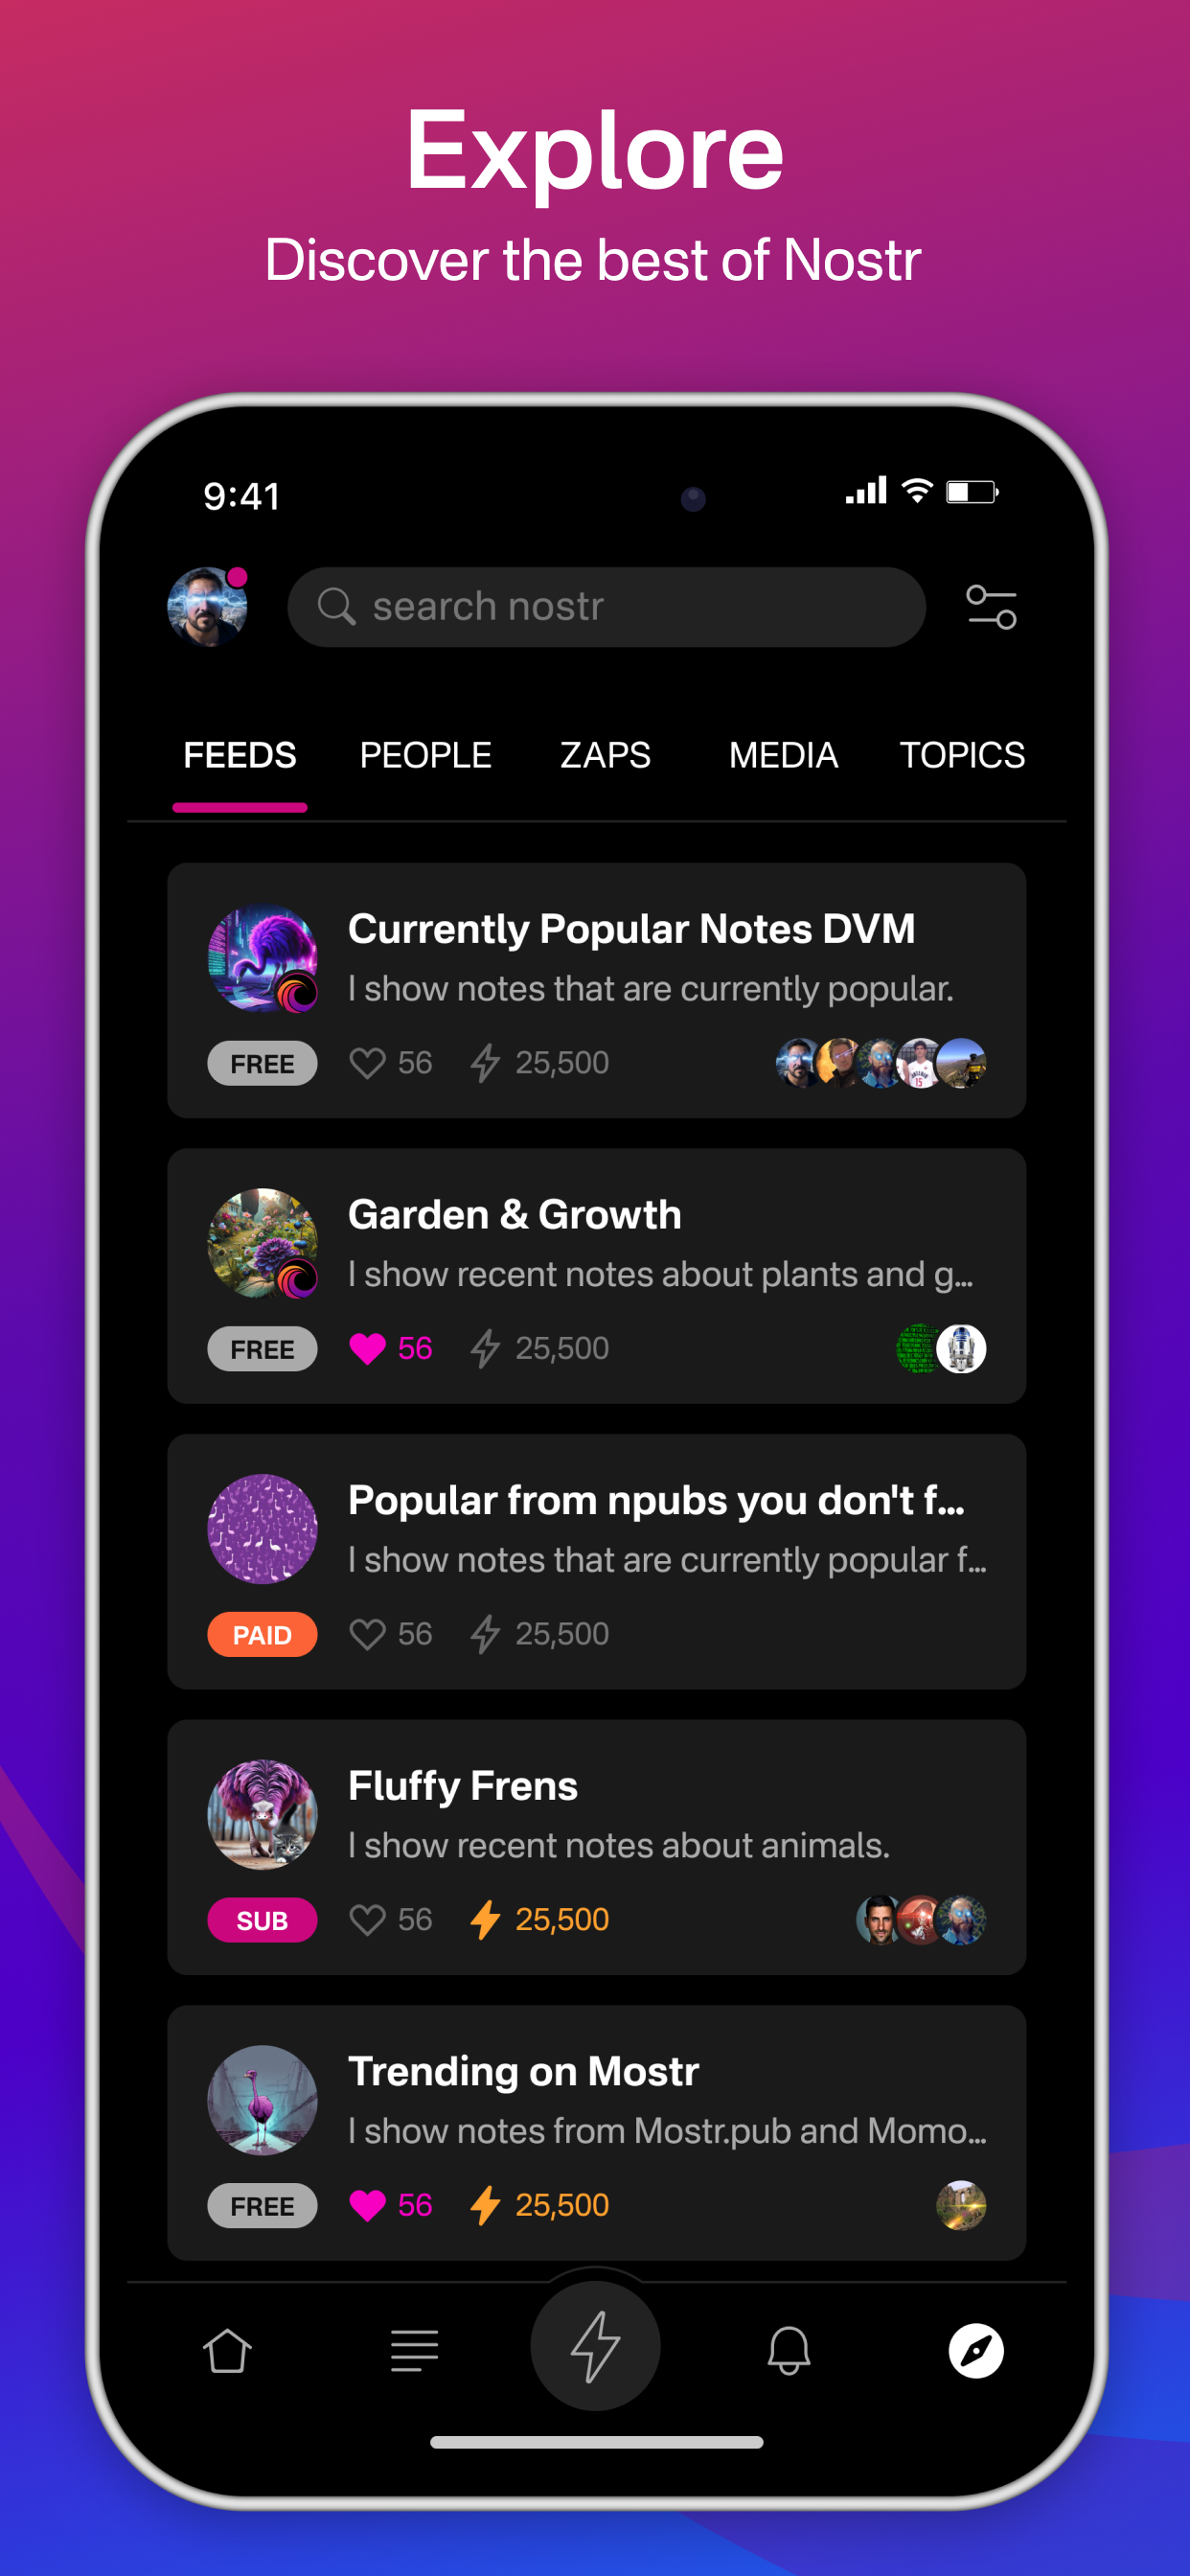 Explore
Discover the best of Nostr
9:41
search nostr
FEEDS PEOPLE ZAPS MEDIA TOPICS
Currently Popular Notes DVM
I show notes that are currently popular.
FREE 56 25,500
Garden & Growth
I show recent notes about plants and g...
FREE 56 25,500
Popular from npubs you don't f...
I show notes that are currently popular f...
PAID 56 25,500
Fluffy Frens
I show recent notes about animals.
SUB 56 25,500
Trending on Mostr
I show notes from Mostr.pub and Momo...
FREE 56 25,500